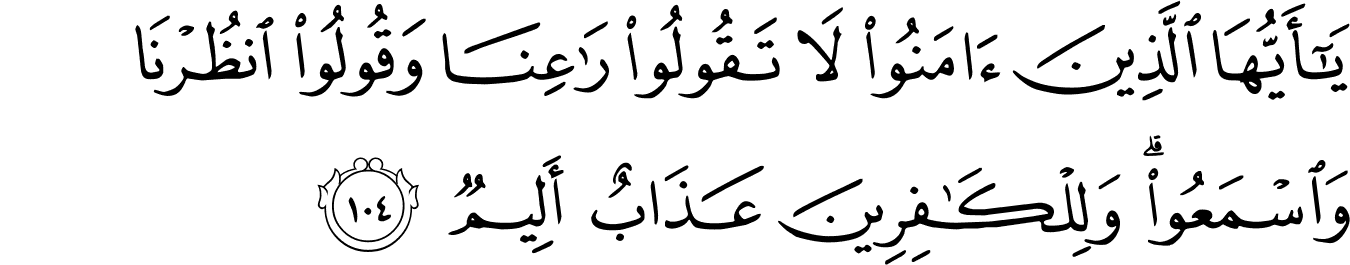 يَـٰٓأَيُّهَا ٱلَّذِينَ ءَامَنُوا۟ لَا تَقُولُوا۟ رَٰعِنَا وَقُولُوا۟ ٱنظُرْنَا
وَٱسْمَعُوا۟ ۗ وَلِلْكَـٰفِرِينَ عَذَابٌ أَلِيمٌ ١٠٤